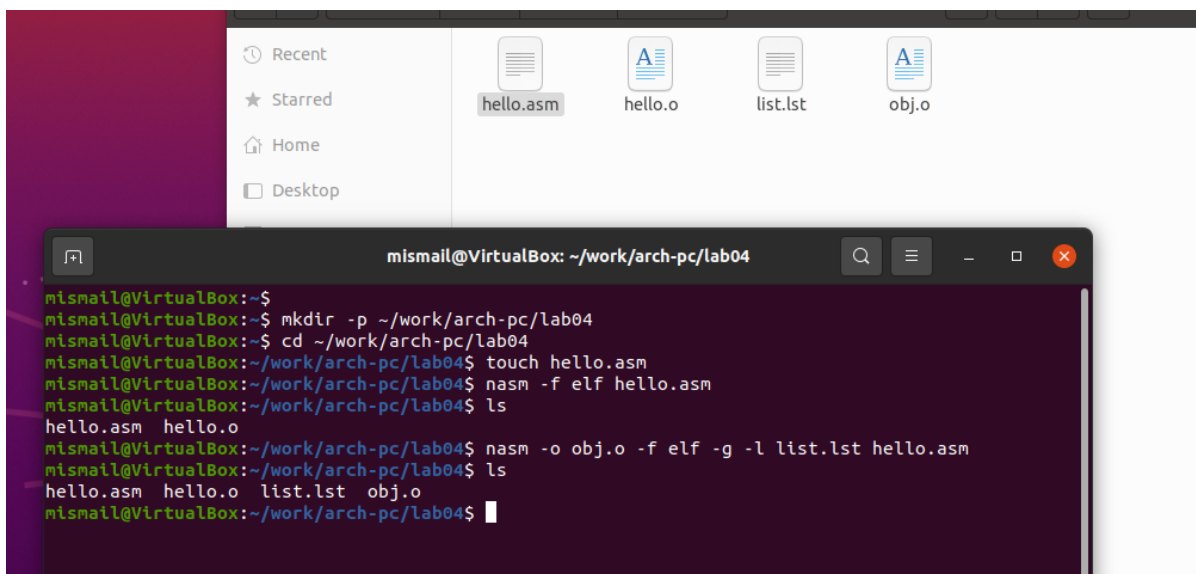 Recent
hello.asm hello.o list.lst obj.o
Starred
Home
Desktop
mismail@VirtualBox: ~/work/arch-pc/lab04
mismail@VirtualBox:~$
mismail@VirtualBox:~$ mkdir -p ~/work/arch-pc/lab04
mismail@VirtualBox:~$ cd ~/work/arch-pc/lab04
mismail@VirtualBox:~/work/arch-pc/lab04$ touch hello.asm
mismail@VirtualBox:~/work/arch-pc/lab04$ nasm -f elf hello.asm
mismail@VirtualBox:~/work/arch-pc/lab04$ ls
hello.asm  hello.o
mismail@VirtualBox:~/work/arch-pc/lab04$ nasm -o obj.o -f elf -g -l list.lst hello.asm
mismail@VirtualBox:~/work/arch-pc/lab04$ ls
hello.asm  hello.o  list.lst  obj.o
mismail@VirtualBox:~/work/arch-pc/lab04$